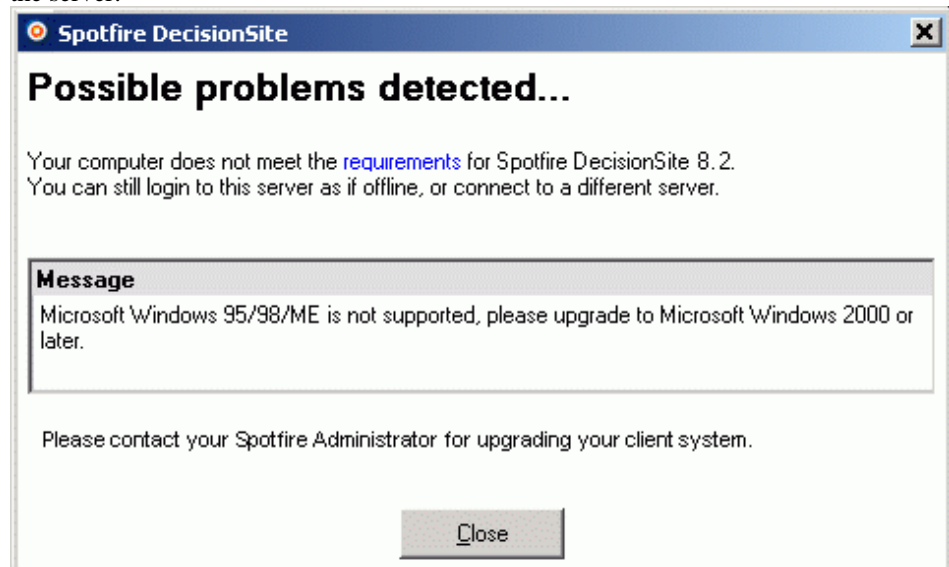 the server.
Spotfire DecisionSite
Possible problems detected...
Your computer does not meet the requirements for Spotfire DecisionSite 8.2.
You can still login to this server as if offline, or connect to a different server.
Message
Microsoft Windows 95/98/ME is not supported, please upgrade to Microsoft Windows 2000 or
later.
Please contact your Spotfire Administrator for upgrading your client system.
Close